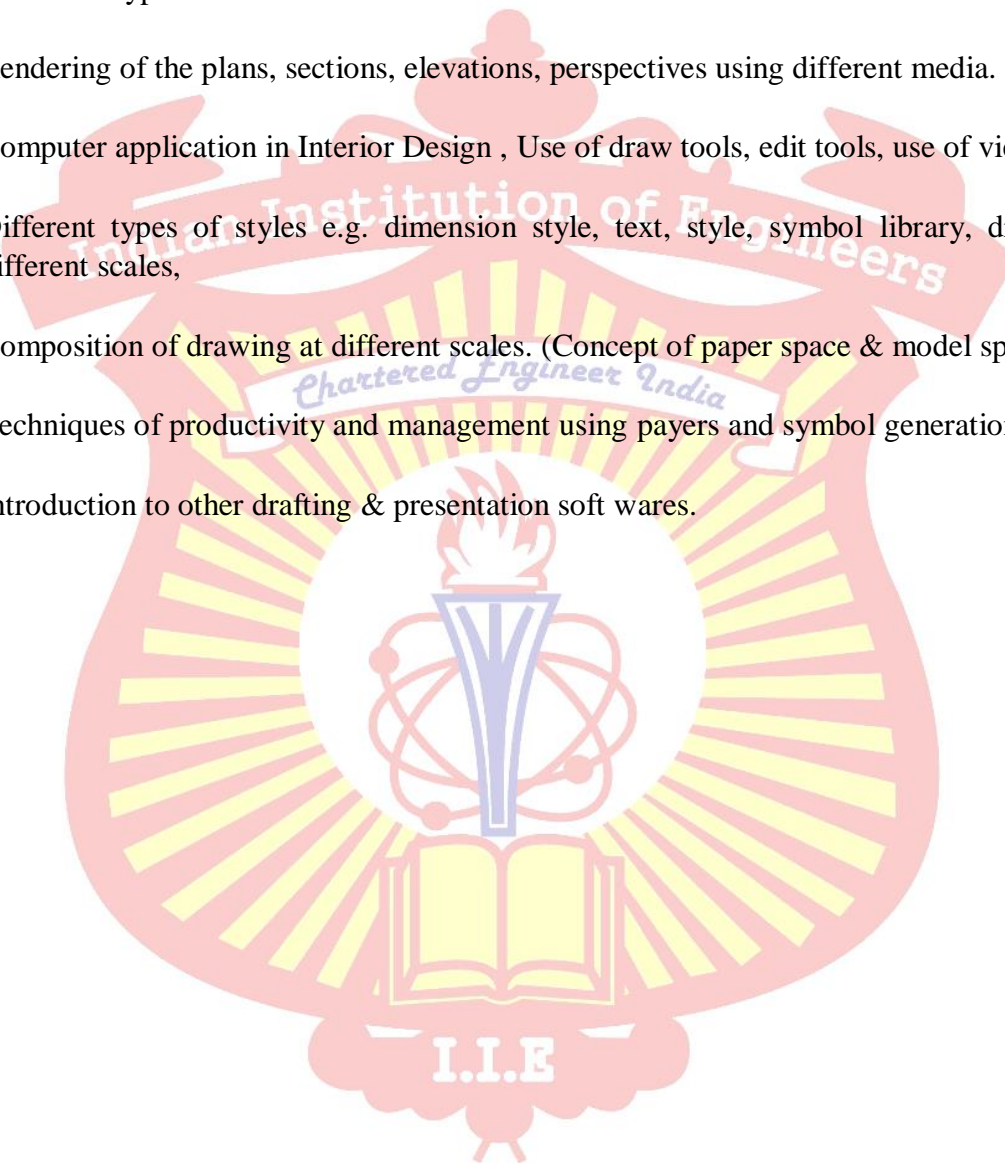 endering of the plans, sections, elevations, perspectives using different media.
omputer application in Interior Design , Use of draw tools, edit tools, use of vie
ifferent types of styles e.g. dimension style, text, style, symbol library, di
ifferent scales,
omposition of drawing at different scales. (Concept of paper space & model sp
echniques of productivity and management using payers and symbol generation
ntroduction to other drafting & presentation soft wares.
Indian Institution of Engineers
Chartered Engineer India
I.I.E